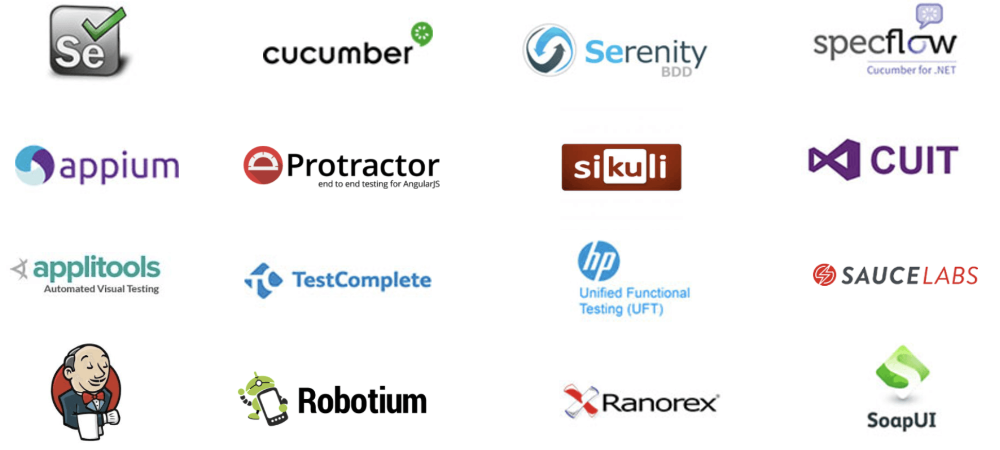 Se
cucumber
Serenity
BDD
specflow
Cucumber for .NET
appium
Protractor
end to end testing for AngularJS
sikuli
CUIT
applitools
Automated Visual Testing
TestComplete
hp
Unified Functional
Testing (UFT)
SAUCELABS
Robotium
Ranorex
SoapUI